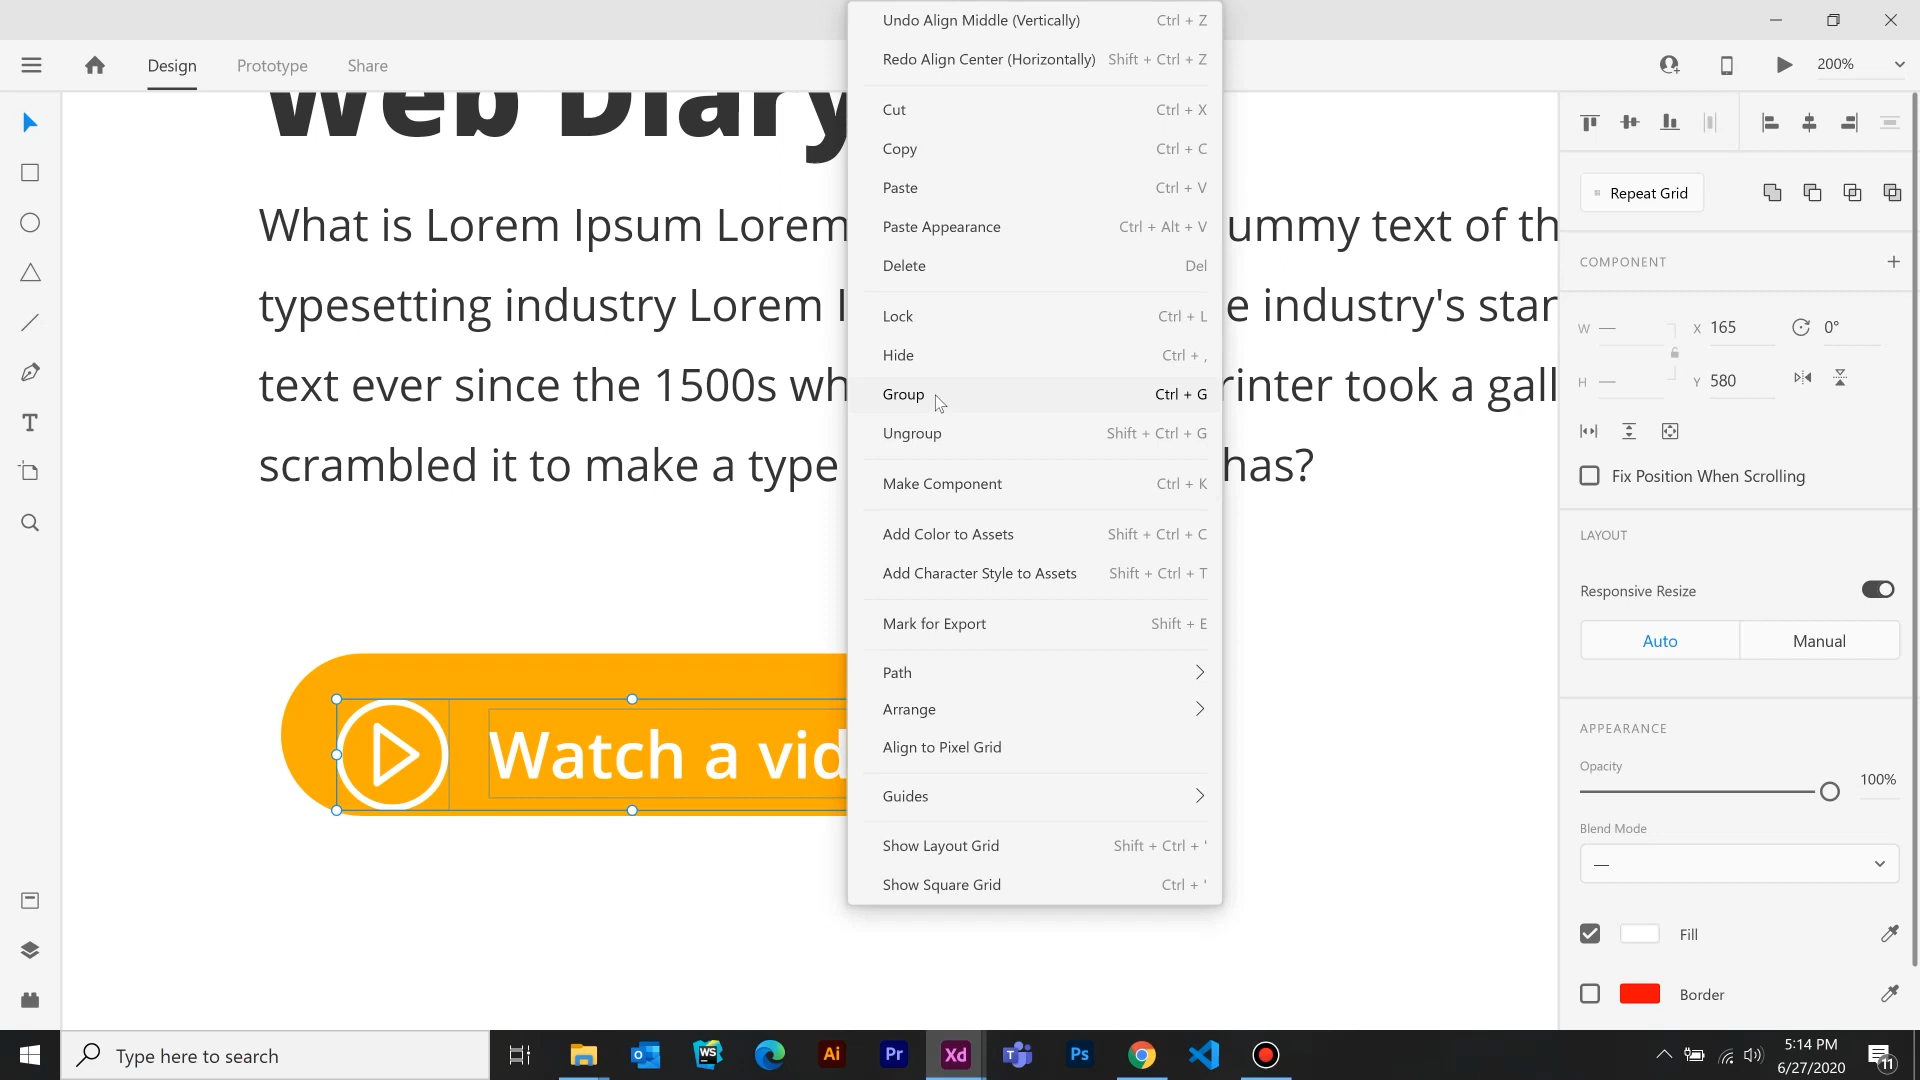 Design
Prototype
Share
200%
Undo Align Middle (Vertically) Ctrl + Z
Redo Align Center (Horizontally) Shift + Ctrl + Z
Cut Ctrl + X
Copy Ctrl + C
Paste Ctrl + V
Paste Appearance Ctrl + Alt + V
Delete Del
Lock Ctrl + L
Hide Ctrl + ,
Group Ctrl + G
Ungroup Shift + Ctrl + G
Make Component Ctrl + K
Add Color to Assets Shift + Ctrl + C
Add Character Style to Assets Shift + Ctrl + T
Mark for Export Shift + E
Path
Arrange
Align to Pixel Grid
Guides
Show Layout Grid Shift + Ctrl + '
Show Square Grid Ctrl + '
Web Diary
What is Lorem Ipsum Lorem ummy text of th
typesetting industry Lorem I e industry's star
text ever since the 1500s wh rinter took a gall
scrambled it to make a type has?
Watch a vid
Repeat Grid
COMPONENT
W — X 165 0°
H — Y 580
Fix Position When Scrolling
LAYOUT
Responsive Resize
Auto Manual
APPEARANCE
Opacity
100%
Blend Mode
—
Fill
Border
Type here to search
WS
Ai
Pr
Xd
Ps
5:14 PM
6/27/2020
11